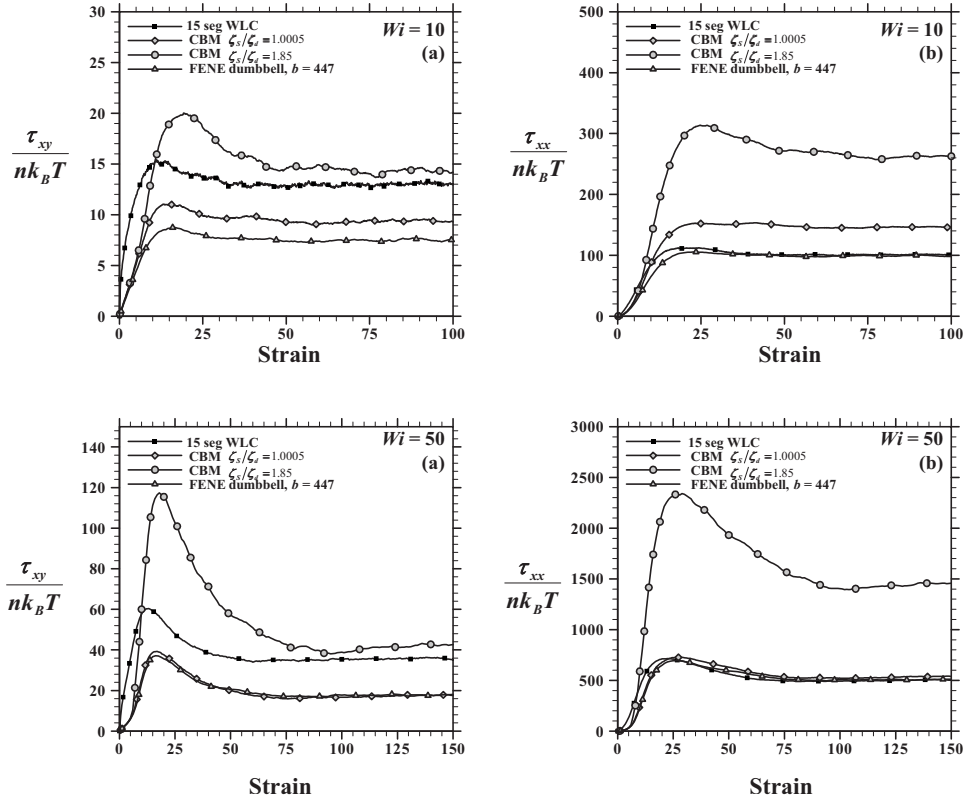 15 seg WLC
CBM ζs/ζd = 1.0005
CBM ζs/ζd = 1.85
FENE dumbbell, b = 447
Wi = 10
(a)
τxy
nkBT
30
25
20
15
10
5
0
0 25 50 75 100
Strain
15 seg WLC
CBM ζs/ζd = 1.0005
CBM ζs/ζd = 1.85
FENE dumbbell, b = 447
Wi = 10
(b)
τxx
nkBT
500
400
300
200
100
0
0 25 50 75 100
Strain
15 seg WLC
CBM ζs/ζd = 1.0005
CBM ζs/ζd = 1.85
FENE dumbbell, b = 447
Wi = 50
(a)
τxy
nkBT
140
120
100
80
60
40
20
0
0 25 50 75 100 125 150
Strain
15 seg WLC
CBM ζs/ζd = 1.0005
CBM ζs/ζd = 1.85
FENE dumbbell, b = 447
Wi = 50
(b)
τxx
nkBT
3000
2500
2000
1500
1000
500
0
0 25 50 75 100 125 150
Strain